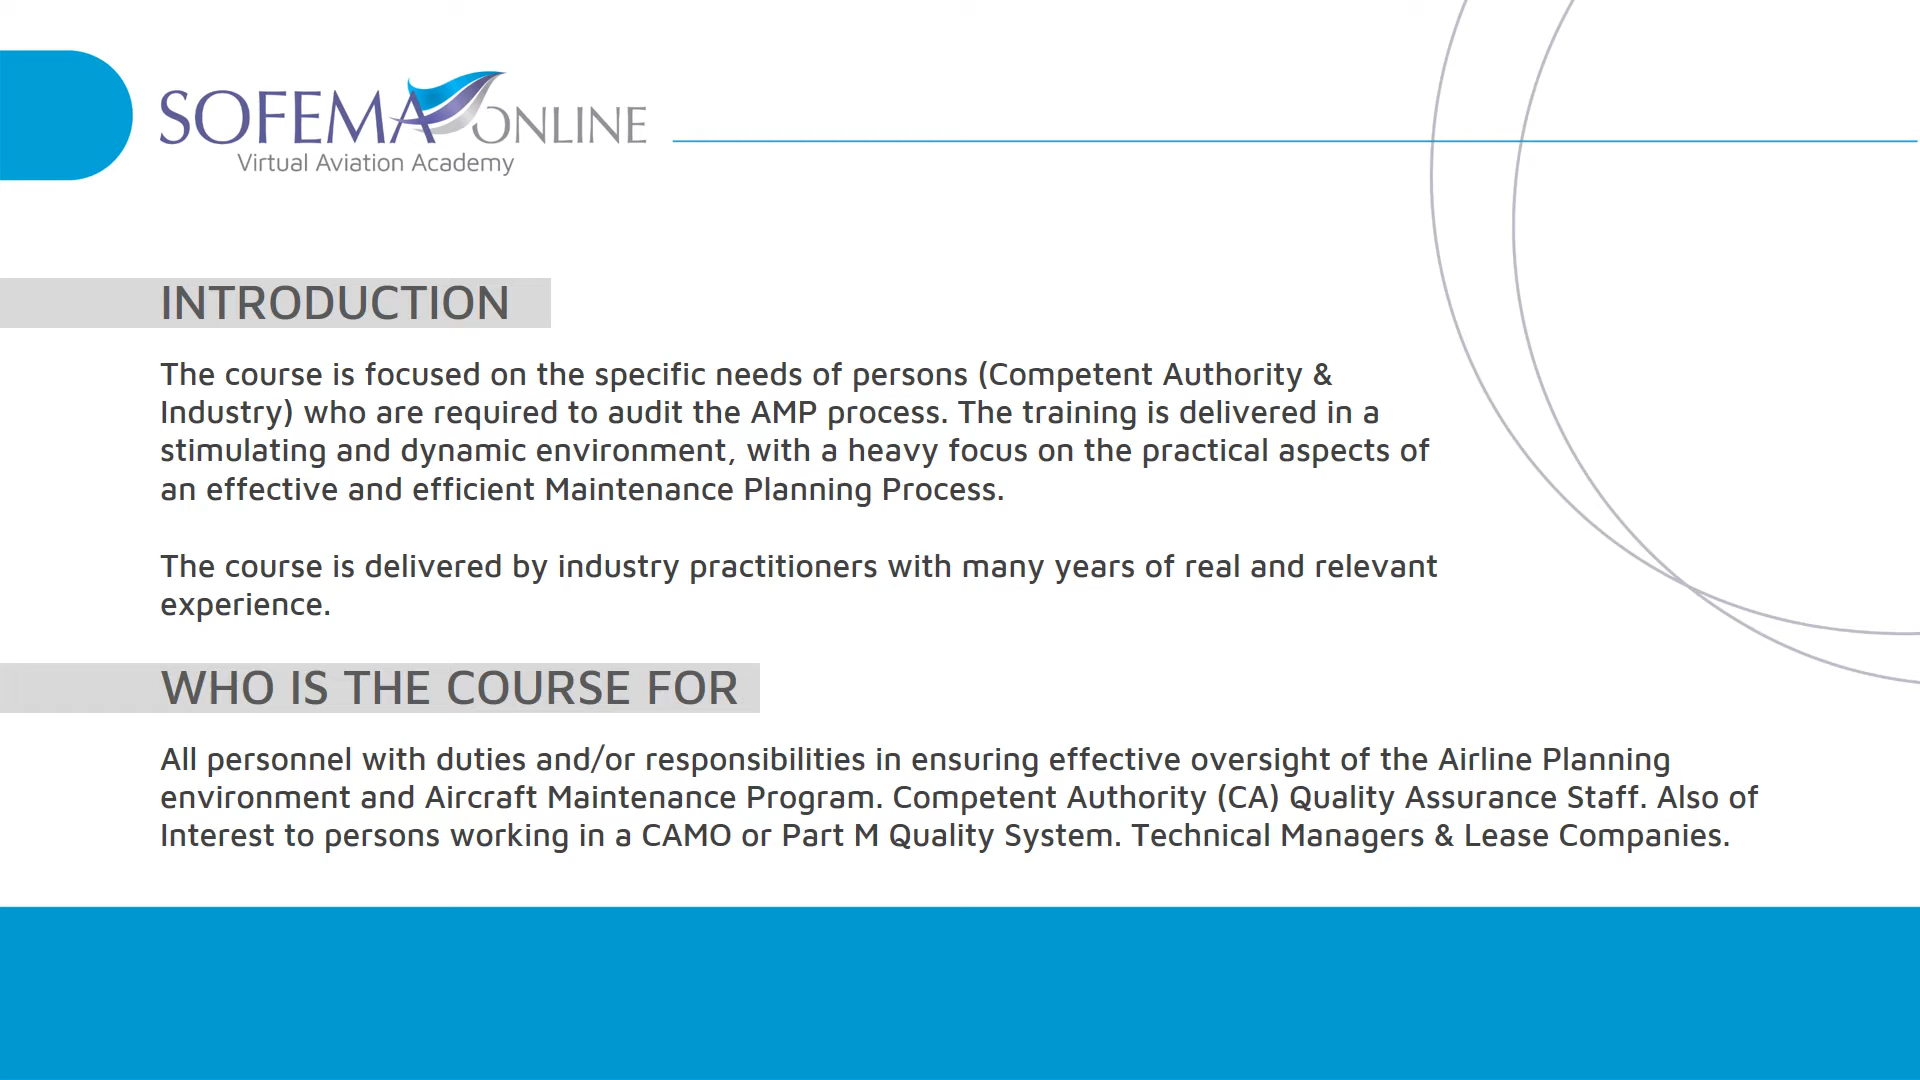 SOFEMA ONLINE
Virtual Aviation Academy
INTRODUCTION
The course is focused on the specific needs of persons (Competent Authority &
Industry) who are required to audit the AMP process. The training is delivered in a
stimulating and dynamic environment, with a heavy focus on the practical aspects of
an effective and efficient Maintenance Planning Process.
The course is delivered by industry practitioners with many years of real and relevant
experience.
WHO IS THE COURSE FOR
All personnel with duties and/or responsibilities in ensuring effective oversight of the Airline Planning
environment and Aircraft Maintenance Program. Competent Authority (CA) Quality Assurance Staff. Also of
Interest to persons working in a CAMO or Part M Quality System. Technical Managers & Lease Companies.